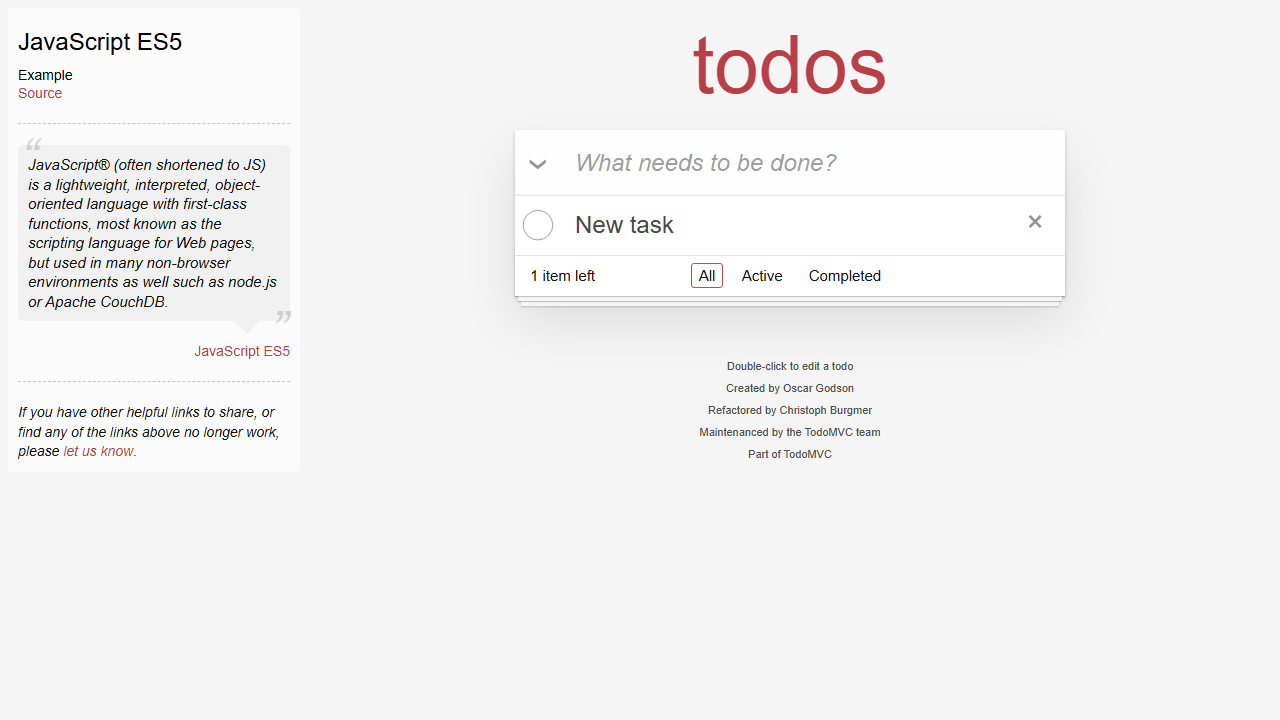 JavaScript ES5
Example
Source
“
JavaScript® (often shortened to JS)
is a lightweight, interpreted, object-
oriented language with first-class
functions, most known as the
scripting language for Web pages,
but used in many non-browser
environments as well such as node.js
or Apache CouchDB.
”
JavaScript ES5
If you have other helpful links to share, or
find any of the links above no longer work,
please let us know.
todos
❯ What needs to be done?
New task ×
1 item left All Active Completed
Double-click to edit a todo
Created by Oscar Godson
Refactored by Christoph Burgmer
Maintenanced by the TodoMVC team
Part of TodoMVC